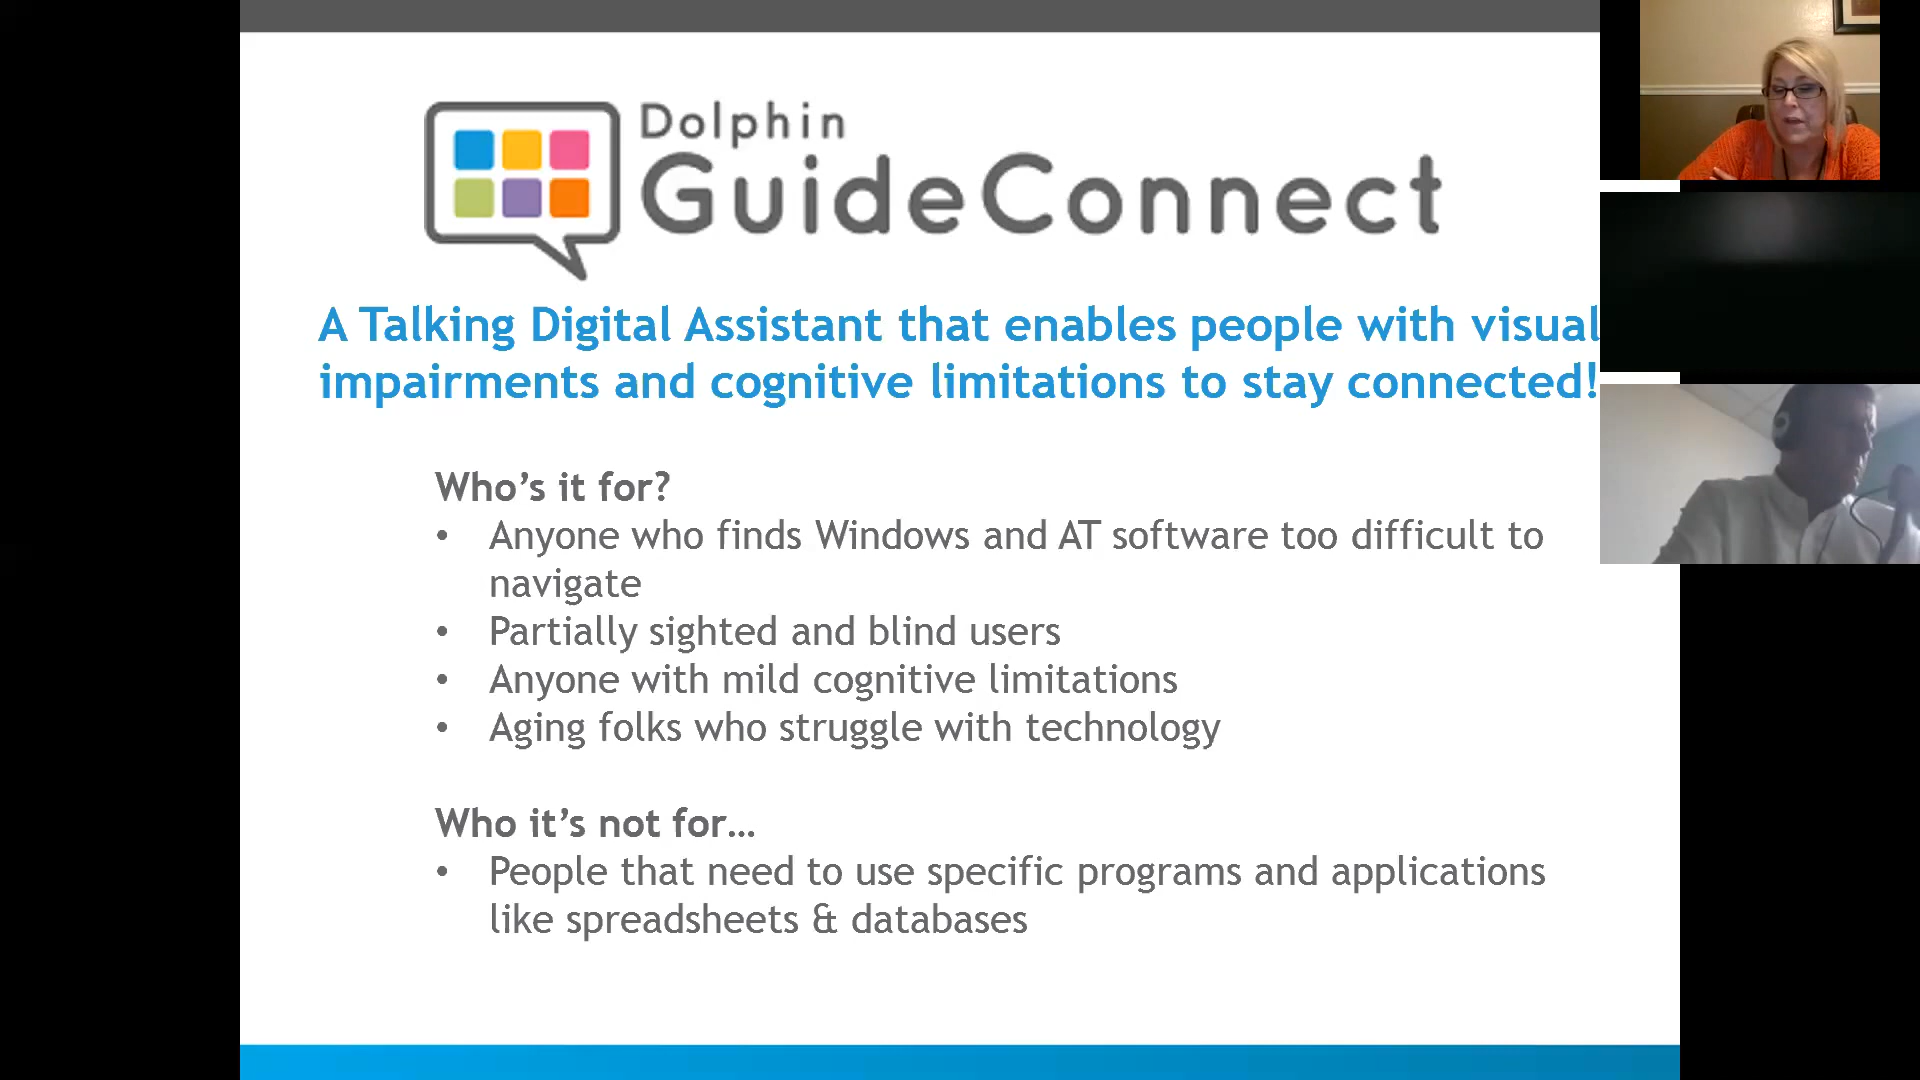 Dolphin
GuideConnect
A Talking Digital Assistant that enables people with visual
impairments and cognitive limitations to stay connected!
Who's it for?
• Anyone who finds Windows and AT software too difficult to
navigate
• Partially sighted and blind users
• Anyone with mild cognitive limitations
• Aging folks who struggle with technology
Who it's not for…
• People that need to use specific programs and applications
like spreadsheets & databases